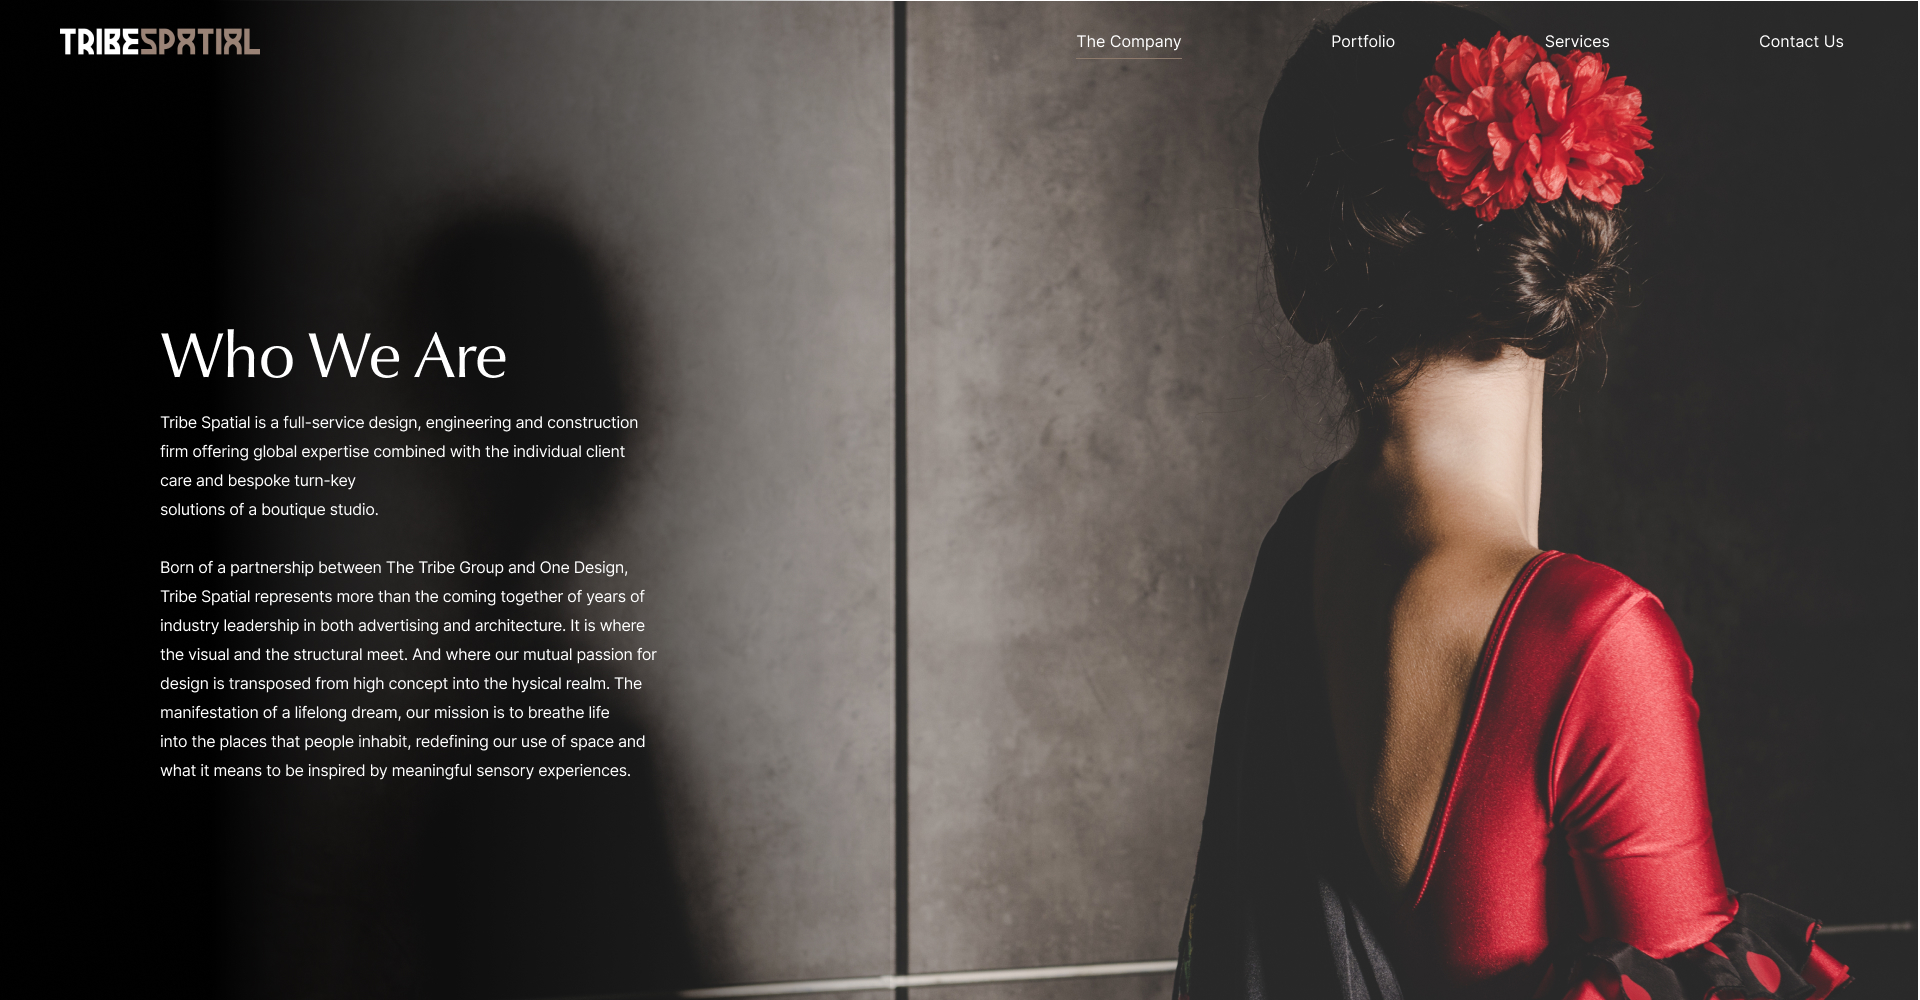 TRIBESPATIAL
The Company
Portfolio
Services
Contact Us
Who We Are
Tribe Spatial is a full-service design, engineering and construction
firm offering global expertise combined with the individual client
care and bespoke turn-key
solutions of a boutique studio.
Born of a partnership between The Tribe Group and One Design,
Tribe Spatial represents more than the coming together of years of
industry leadership in both advertising and architecture. It is where
the visual and the structural meet. And where our mutual passion for
design is transposed from high concept into the hysical realm. The
manifestation of a lifelong dream, our mission is to breathe life
into the places that people inhabit, redefining our use of space and
what it means to be inspired by meaningful sensory experiences.